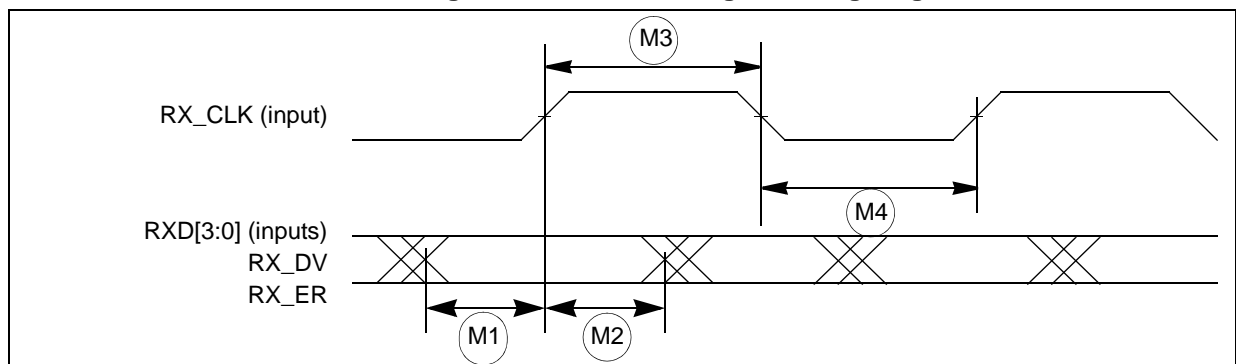 M3
RX_CLK (input)
M4
RXD[3:0] (inputs)
RX_DV
RX_ER
M1
M2